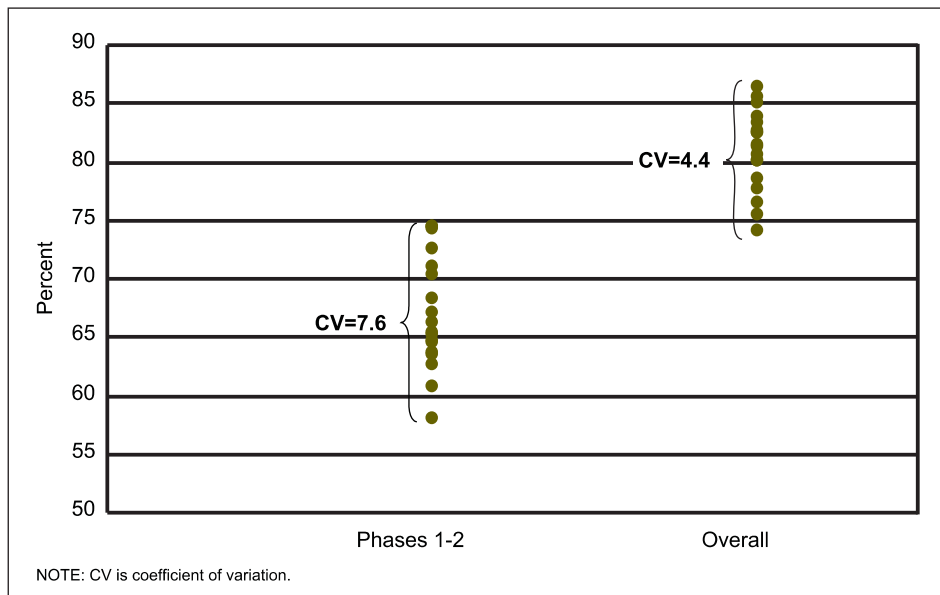 90
85
80
75
70
65
60
55
50
Percent
CV=7.6
CV=4.4
Phases 1-2
Overall
NOTE: CV is coefficient of variation.